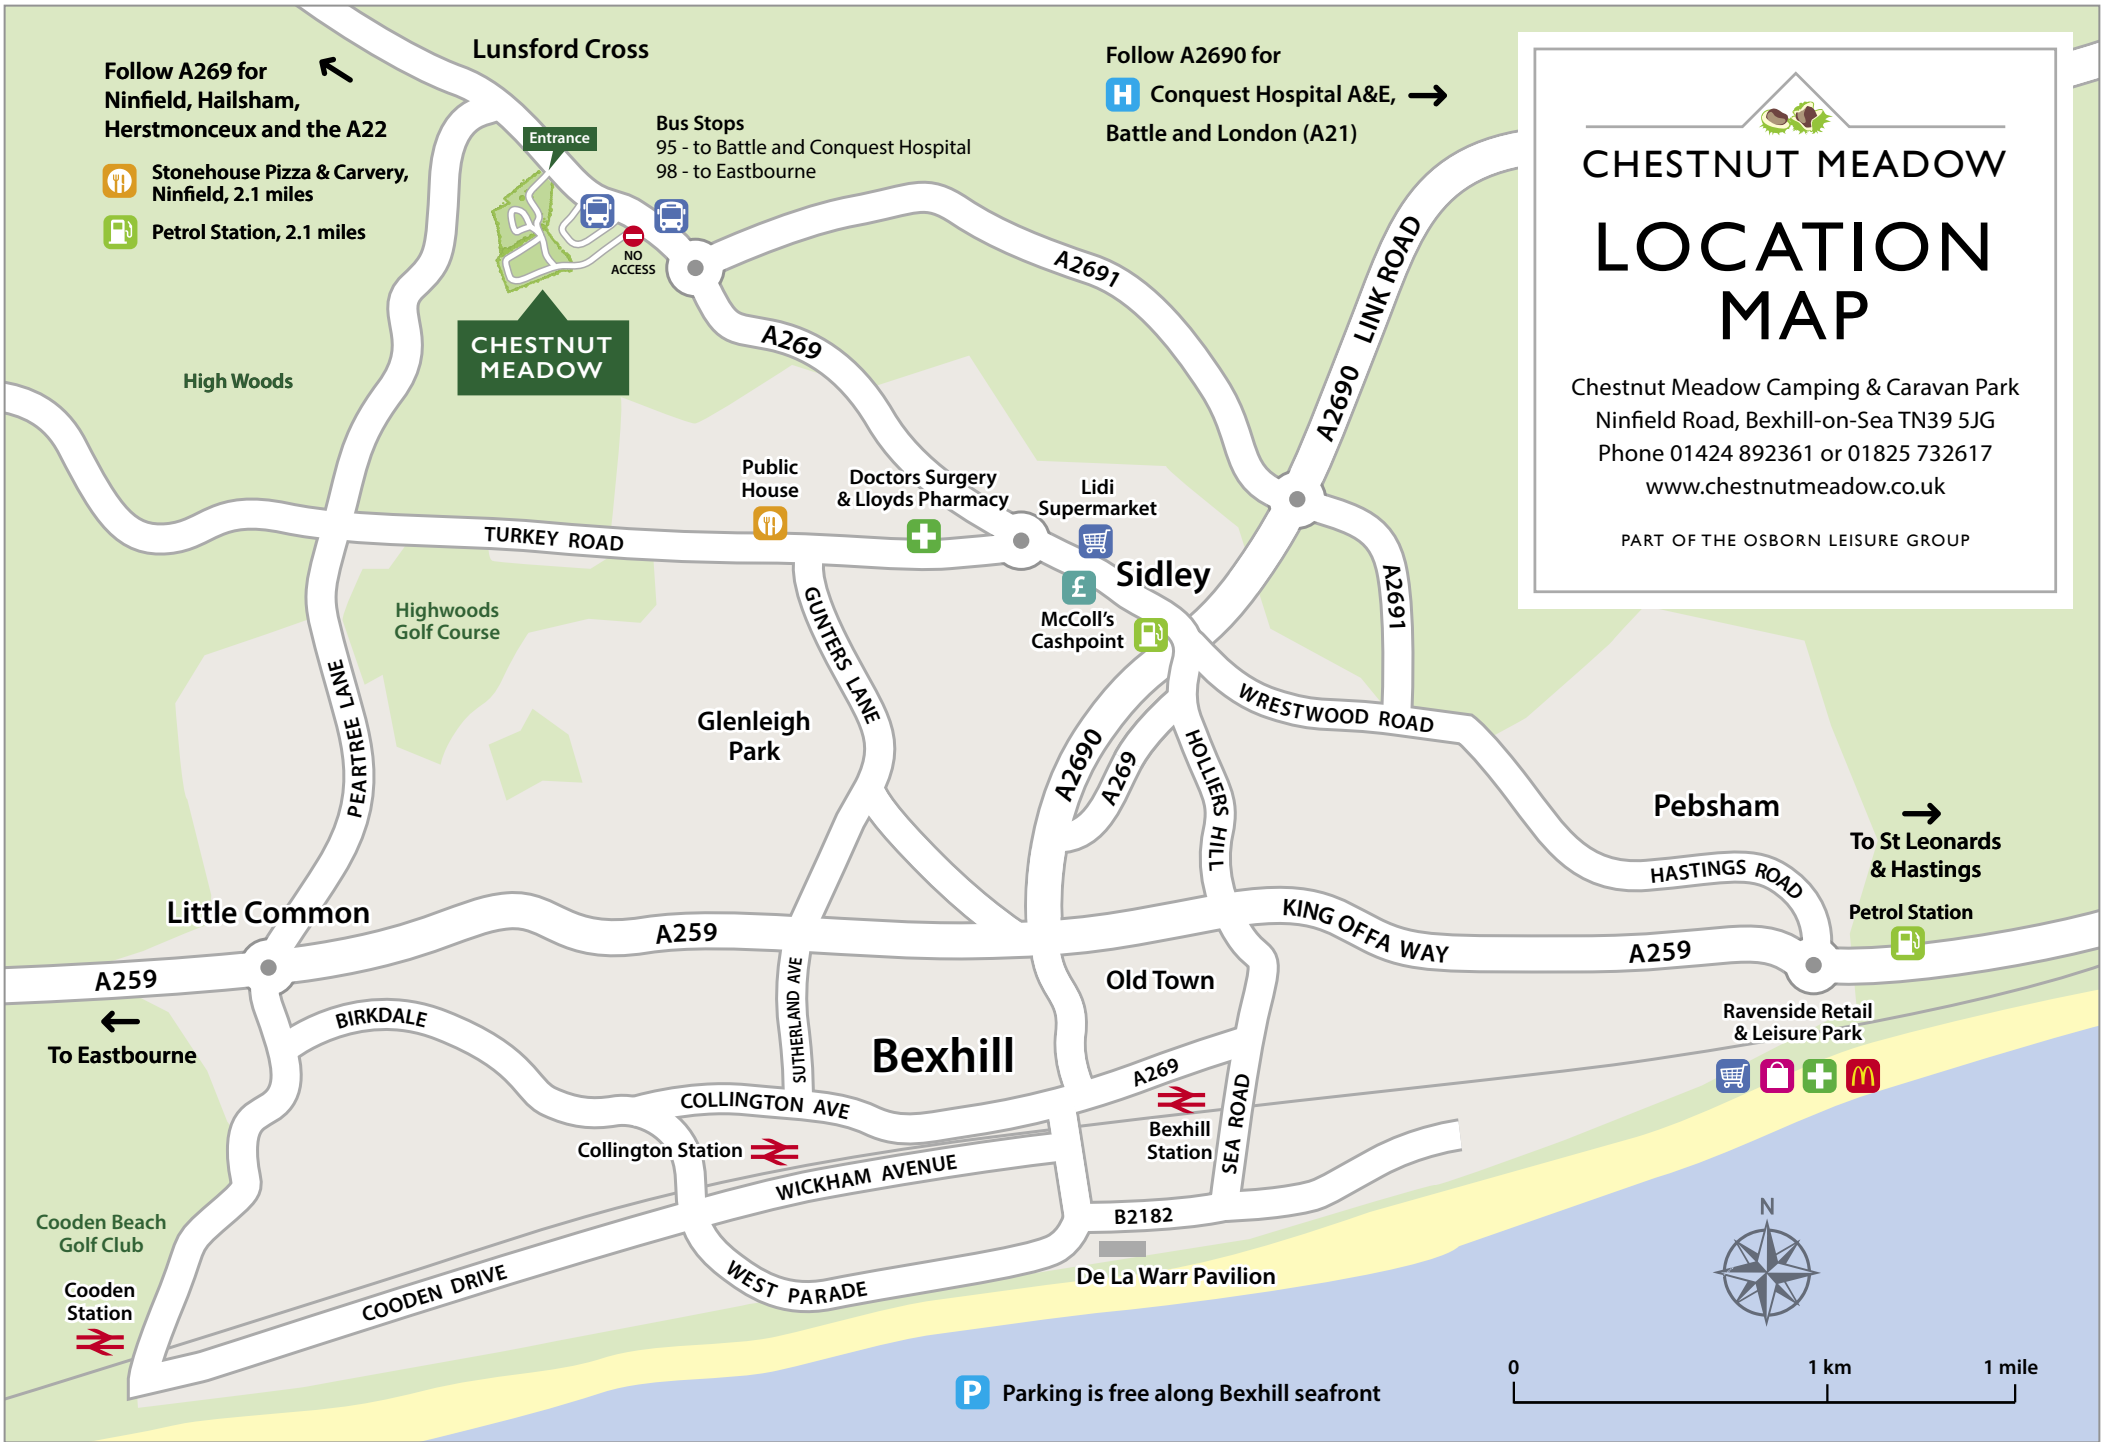 Lunsford Cross
Follow A269 for
Ninfield, Hailsham,
Herstmonceux and the A22
Stonehouse Pizza & Carvery,
Ninfield, 2.1 miles
Petrol Station, 2.1 miles
Entrance
Bus Stops
95 - to Battle and Conquest Hospital
98 - to Eastbourne
NO
ACCESS
CHESTNUT
MEADOW
Follow A2690 for
H Conquest Hospital A&E,
Battle and London (A21)
CHESTNUT MEADOW
LOCATION
MAP
Chestnut Meadow Camping & Caravan Park
Ninfield Road, Bexhill-on-Sea TN39 5JG
Phone 01424 892361 or 01825 732617
www.chestnutmeadow.co.uk
PART OF THE OSBORN LEISURE GROUP
A2691
A269
A2690 LINK ROAD
High Woods
Public
House
Doctors Surgery
& Lloyds Pharmacy
Lidi
Supermarket
TURKEY ROAD
Sidley
£
McColl's
Cashpoint
A2691
Highwoods
Golf Course
GUNTERS LANE
PEARTREE LANE
Glenleigh
Park
WRESTWOOD ROAD
A2690
A269
HOLLIERS HILL
Pebsham
To St Leonards
& Hastings
HASTINGS ROAD
Petrol Station
Little Common
A259
A259
KING OFFA WAY
A259
To Eastbourne
BIRKDALE
SUTHERLAND AVE
Bexhill
Old Town
Ravenside Retail
& Leisure Park
A269
COLLINGTON AVE
Collington Station
Bexhill
Station
SEA ROAD
WICKHAM AVENUE
B2182
Cooden Beach
Golf Club
Cooden
Station
COODEN DRIVE
WEST PARADE
De La Warr Pavilion
N
P Parking is free along Bexhill seafront
0 1 km 1 mile